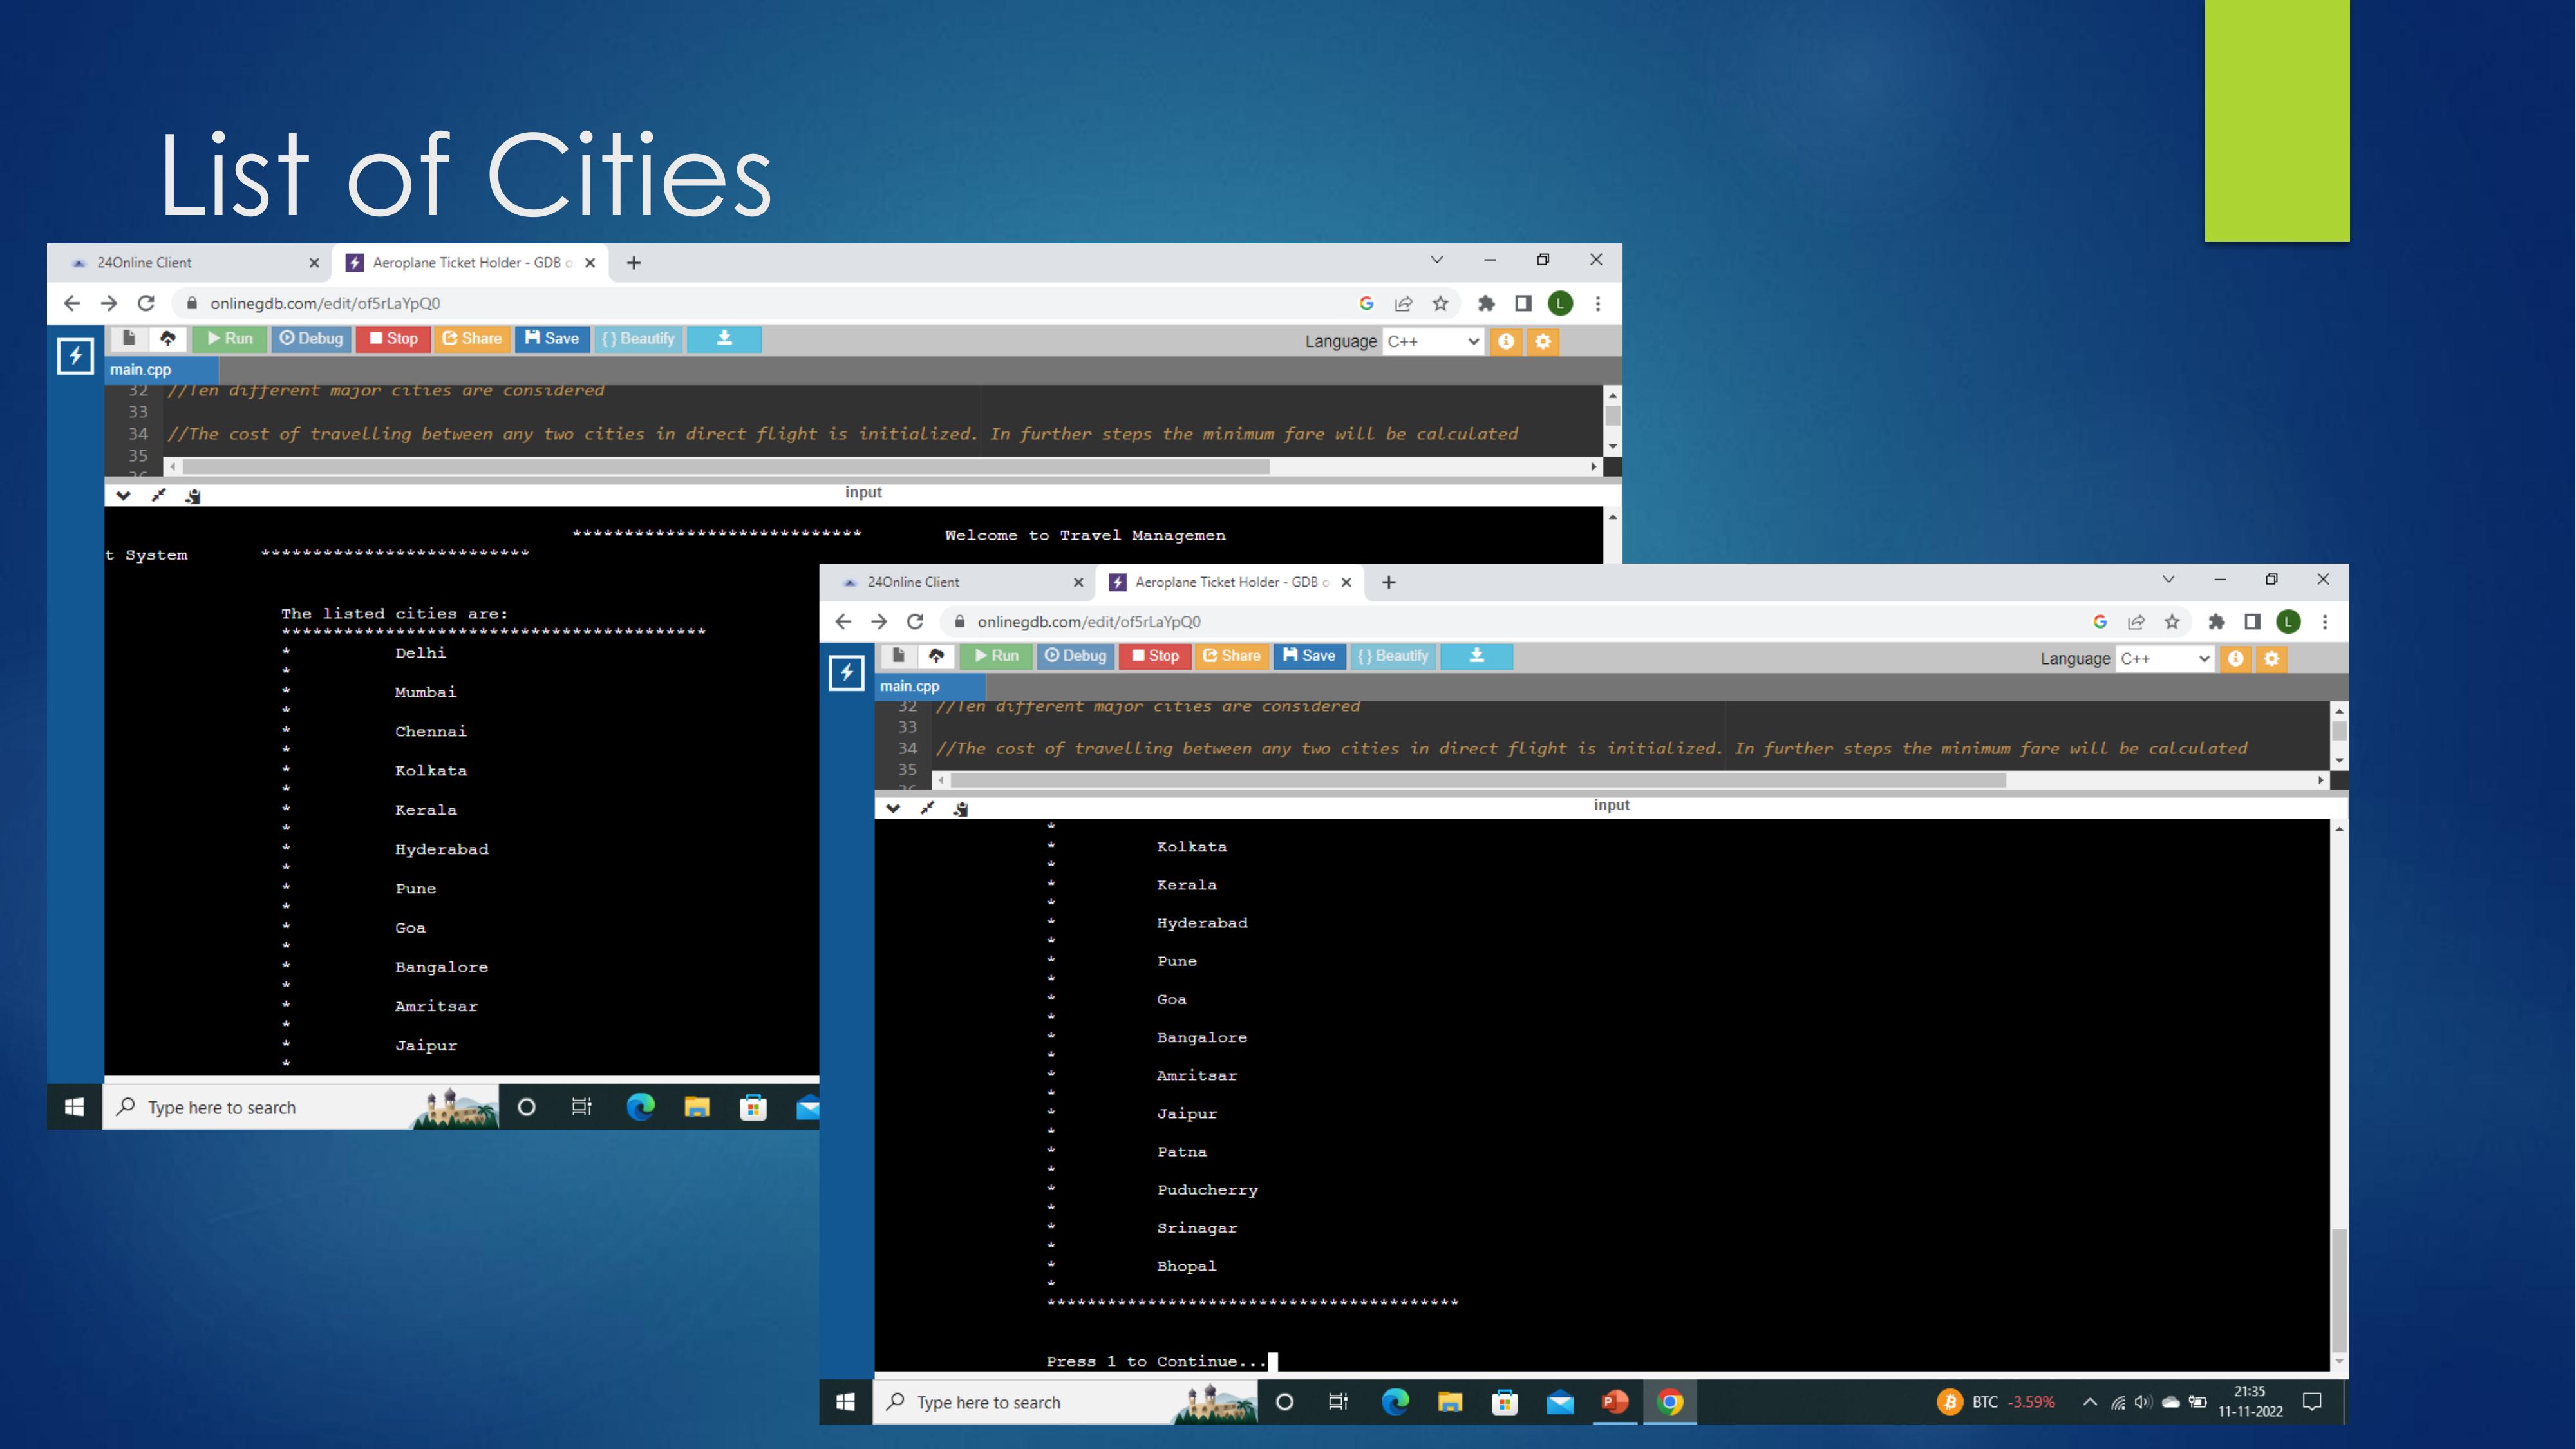 List of Cities
24Online Client
Aeroplane Ticket Holder - GDB o
onlinegdb.com/edit/of5rLaYpQ0
L
Run Debug Stop Share Save { } Beautify
Language C++
main.cpp
32 //Ten different major cities are considered
33
34 //The cost of travelling between any two cities in direct flight is initialized. In further steps the minimum fare will be calculated
35
input
**************************** Welcome to Travel Managemen
t System **************************
The listed cities are:
*****************************************
* Delhi
*
* Mumbai
*
* Chennai
*
* Kolkata
*
* Kerala
*
* Hyderabad
*
* Pune
*
* Goa
*
* Bangalore
*
* Amritsar
*
* Jaipur
*
Type here to search
24Online Client
Aeroplane Ticket Holder - GDB o
onlinegdb.com/edit/of5rLaYpQ0
L
Run Debug Stop Share Save { } Beautify
Language C++
main.cpp
32 //Ten different major cities are considered
33
34 //The cost of travelling between any two cities in direct flight is initialized. In further steps the minimum fare will be calculated
35
input
*
* Kolkata
*
* Kerala
*
* Hyderabad
*
* Pune
*
* Goa
*
* Bangalore
*
* Amritsar
*
* Jaipur
*
* Patna
*
* Puducherry
*
* Srinagar
*
* Bhopal
*
*****************************************
Press 1 to Continue...
Type here to search
BTC -3.59%
21:35
11-11-2022